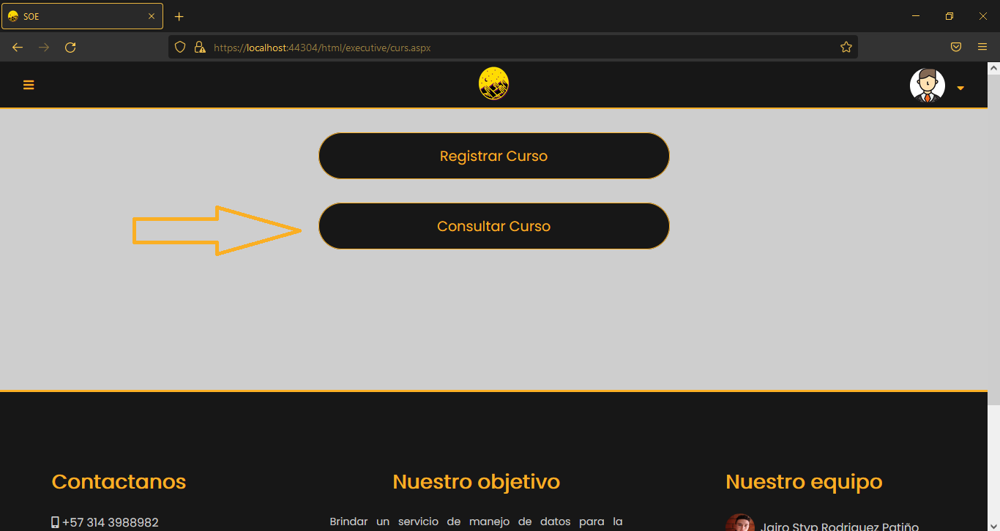 SOE
https://localhost:44304/html/executive/curs.aspx
Registrar Curso
Consultar Curso
Contactanos
Nuestro objetivo
Nuestro equipo
+57 314 3988982
Brindar un servicio de manejo de datos para la
Jairo Styp Rodriguez Patiño